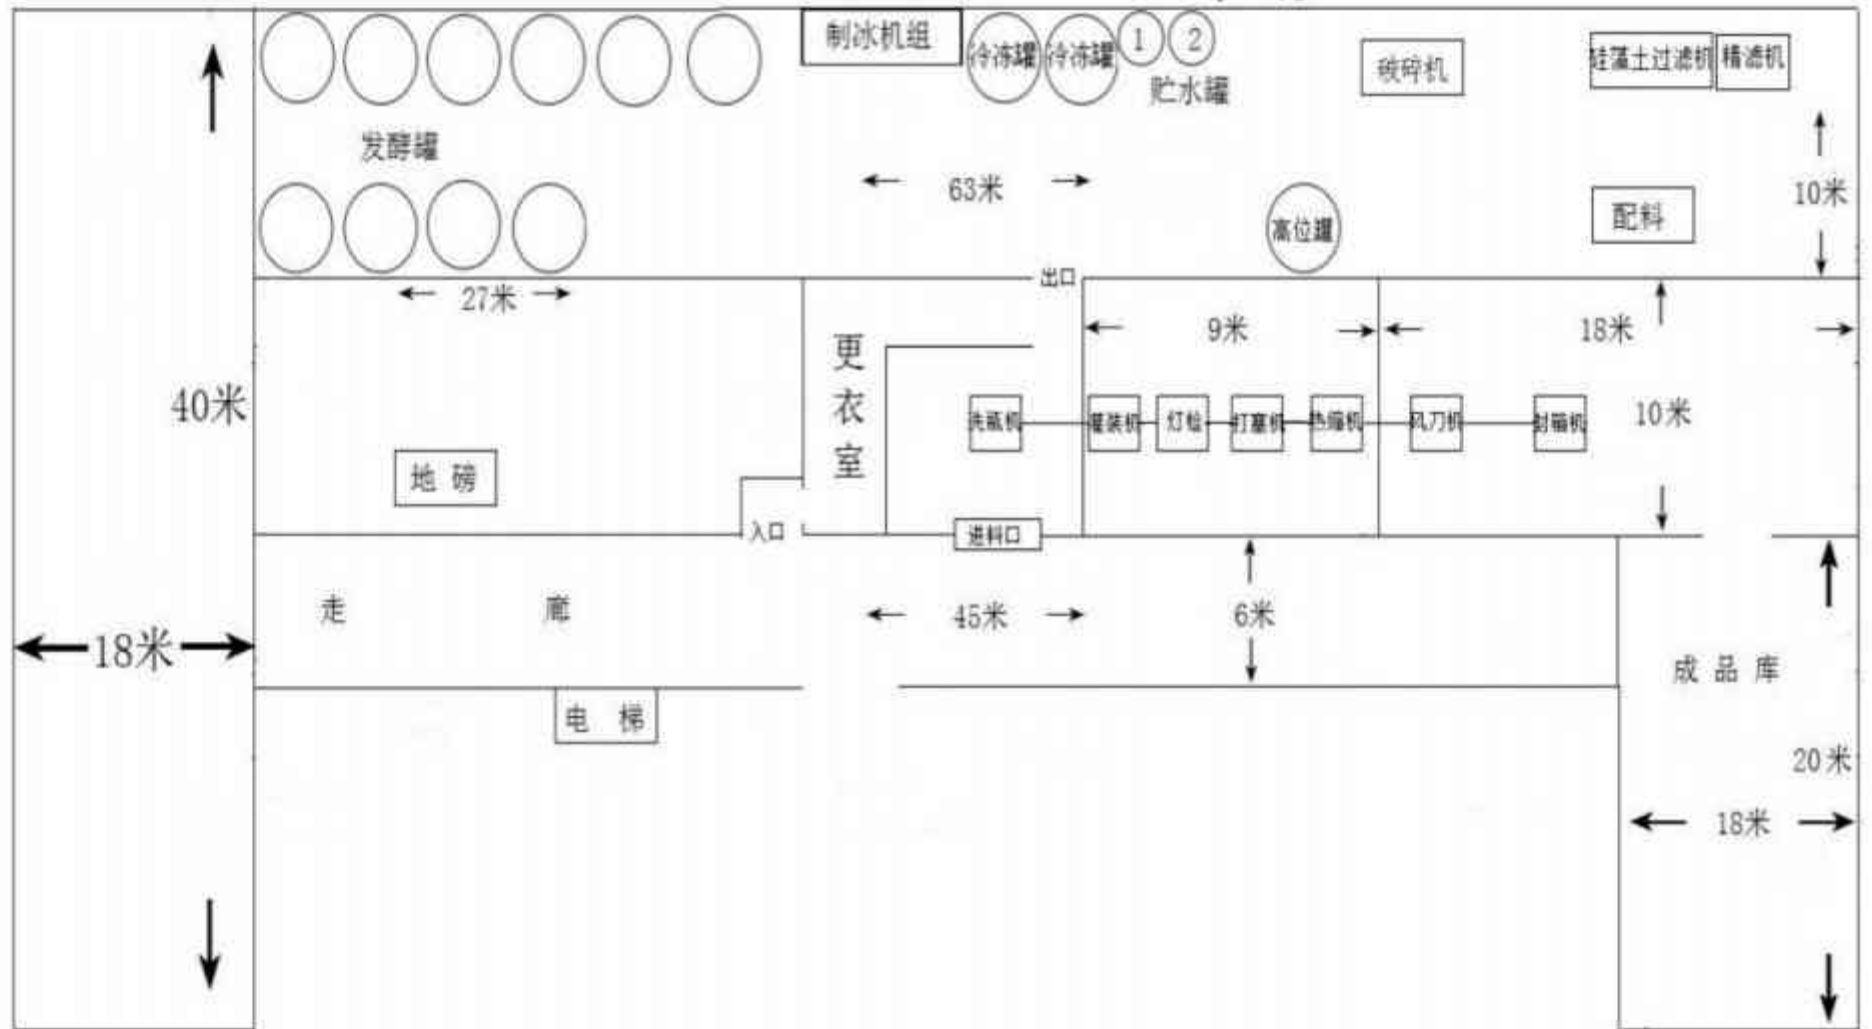 制冰机组
冷冻罐
冷冻罐
1
2
贮水罐
破碎机
硅藻土过滤机
精滤机
发酵罐
63米
10米
高位罐
配料
出口
27米
9米
18米
更衣室
40米
洗瓶机
灌装机
灯检
打塞机
热缩机
风刀机
封箱机
10米
地 磅
入口
进料口
走 廊
45米
6米
18米
成 品 库
电 梯
20米
18米